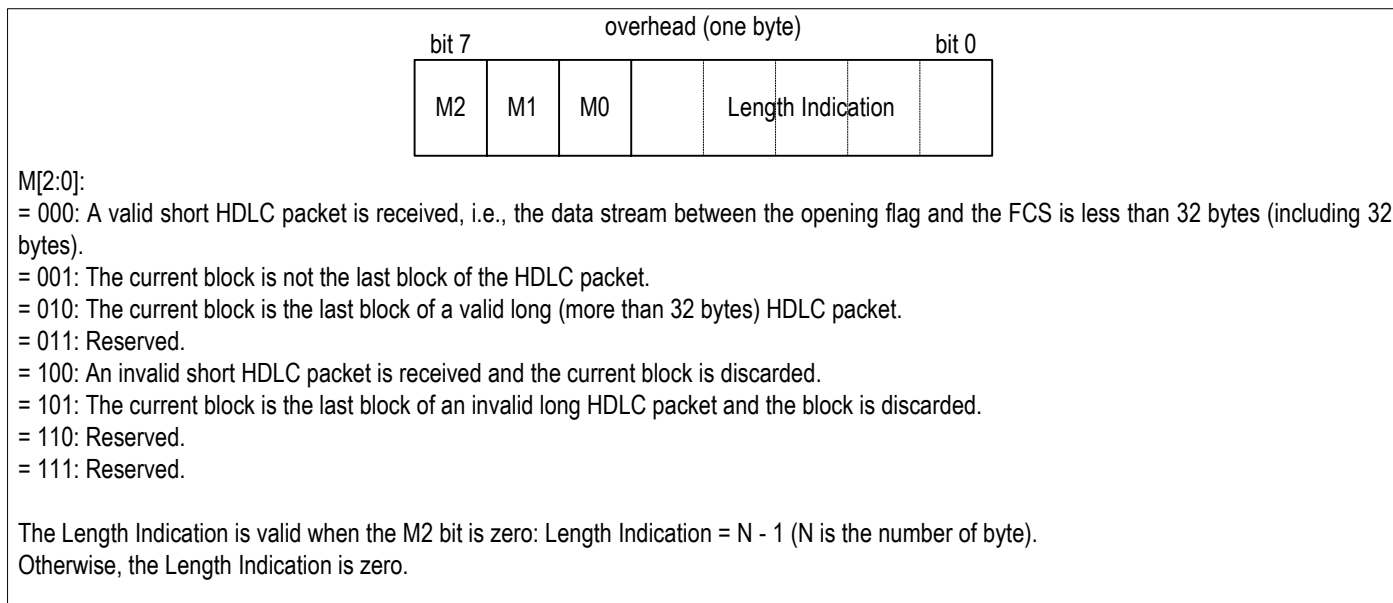 overhead (one byte)
bit 7 bit 0
M2 M1 M0 Length Indication
M[2:0]:
= 000: A valid short HDLC packet is received, i.e., the data stream between the opening flag and the FCS is less than 32 bytes (including 32
bytes).
= 001: The current block is not the last block of the HDLC packet.
= 010: The current block is the last block of a valid long (more than 32 bytes) HDLC packet.
= 011: Reserved.
= 100: An invalid short HDLC packet is received and the current block is discarded.
= 101: The current block is the last block of an invalid long HDLC packet and the block is discarded.
= 110: Reserved.
= 111: Reserved.
The Length Indication is valid when the M2 bit is zero: Length Indication = N - 1 (N is the number of byte).
Otherwise, the Length Indication is zero.